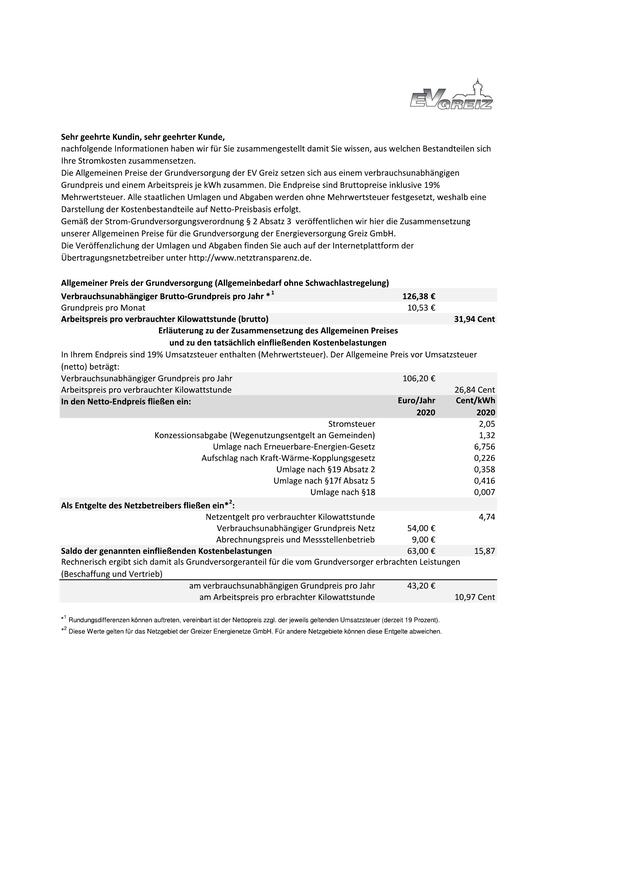 EV GREIZ
Sehr geehrte Kundin, sehr geehrter Kunde,
nachfolgende Informationen haben wir für Sie zusammengestellt damit Sie wissen, aus welchen Bestandteilen sich
Ihre Stromkosten zusammensetzen.
Die Allgemeinen Preise der Grundversorgung der EV Greiz setzen sich aus einem verbrauchsunabhängigen
Grundpreis und einem Arbeitspreis je kWh zusammen. Die Endpreise sind Bruttopreise inklusive 19%
Mehrwertsteuer. Alle staatlichen Umlagen und Abgaben werden ohne Mehrwertsteuer festgesetzt, weshalb eine
Darstellung der Kostenbestandteile auf Netto-Preisbasis erfolgt.
Gemäß der Strom-Grundversorgungsverordnung § 2 Absatz 3 veröffentlichen wir hier die Zusammensetzung
unserer Allgemeinen Preise für die Grundversorgung der Energieversorgung Greiz GmbH.
Die Veröffenzlichung der Umlagen und Abgaben finden Sie auch auf der Internetplattform der
Übertragungsnetzbetreiber unter http://www.netztransparenz.de.
Allgemeiner Preis der Grundversorgung (Allgemeinbedarf ohne Schwachlastregelung)
Verbrauchsunabhängiger Brutto-Grundpreis pro Jahr *1 126,38 €
Grundpreis pro Monat 10,53 €
Arbeitspreis pro verbrauchter Kilowattstunde (brutto) 31,94 Cent
Erläuterung zu der Zusammensetzung des Allgemeinen Preises
und zu den tatsächlich einfließenden Kostenbelastungen
In Ihrem Endpreis sind 19% Umsatzsteuer enthalten (Mehrwertsteuer). Der Allgemeine Preis vor Umsatzsteuer
(netto) beträgt:
Verbrauchsunabhängiger Grundpreis pro Jahr 106,20 €
Arbeitspreis pro verbrauchter Kilowattstunde 26,84 Cent
In den Netto-Endpreis fließen ein: Euro/Jahr Cent/kWh
2020 2020
Stromsteuer 2,05
Konzessionsabgabe (Wegenutzungsentgelt an Gemeinden) 1,32
Umlage nach Erneuerbare-Energien-Gesetz 6,756
Aufschlag nach Kraft-Wärme-Kopplungsgesetz 0,226
Umlage nach §19 Absatz 2 0,358
Umlage nach §17f Absatz 5 0,416
Umlage nach §18 0,007
Als Entgelte des Netzbetreibers fließen ein*2:
Netzentgelt pro verbrauchter Kilowattstunde 4,74
Verbrauchsunabhängiger Grundpreis Netz 54,00 €
Abrechnungspreis und Messstellenbetrieb 9,00 €
Saldo der genannten einfließenden Kostenbelastungen 63,00 € 15,87
Rechnerisch ergibt sich damit als Grundversorgeranteil für die vom Grundversorger erbrachten Leistungen
(Beschaffung und Vertrieb)
am verbrauchsunabhängigen Grundpreis pro Jahr 43,20 €
am Arbeitspreis pro erbrachter Kilowattstunde 10,97 Cent
*1 Rundungsdifferenzen können auftreten, vereinbart ist der Nettopreis zzgl. der jeweils geltenden Umsatzsteuer (derzeit 19 Prozent).
*2 Diese Werte gelten für das Netzgebiet der Greizer Energienetze GmbH. Für andere Netzgebiete können diese Entgelte abweichen.